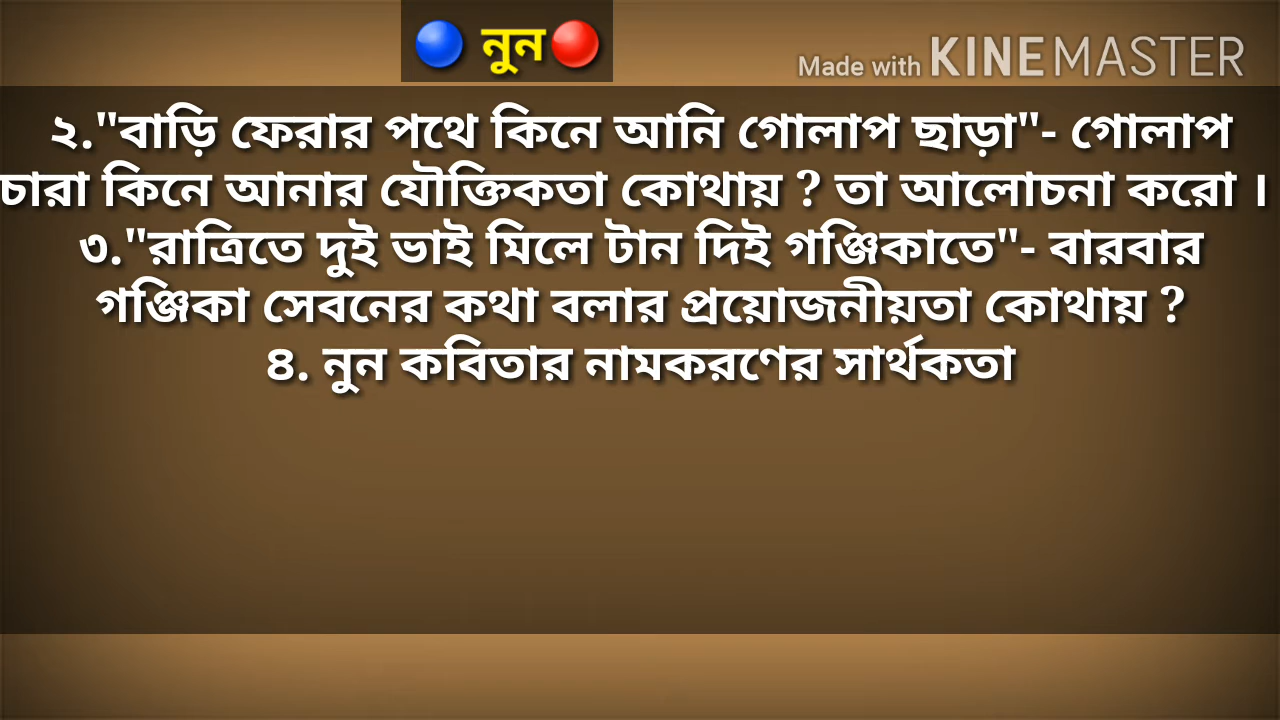 🔵 নুন🔴
Made with KINEMASTER
২."বাড়ি ফেরার পথে কিনে আনি গোলাপ ছাড়া"- গোলাপ
চারা কিনে আনার যৌক্তিকতা কোথায় ? তা আলোচনা করো ।
৩."রাত্রিতে দুই ভাই মিলে টান দিই গঞ্জিকাতে"- বারবার
গঞ্জিকা সেবনের কথা বলার প্রয়োজনীয়তা কোথায় ?
৪. নুন কবিতার নামকরণের সার্থকতা